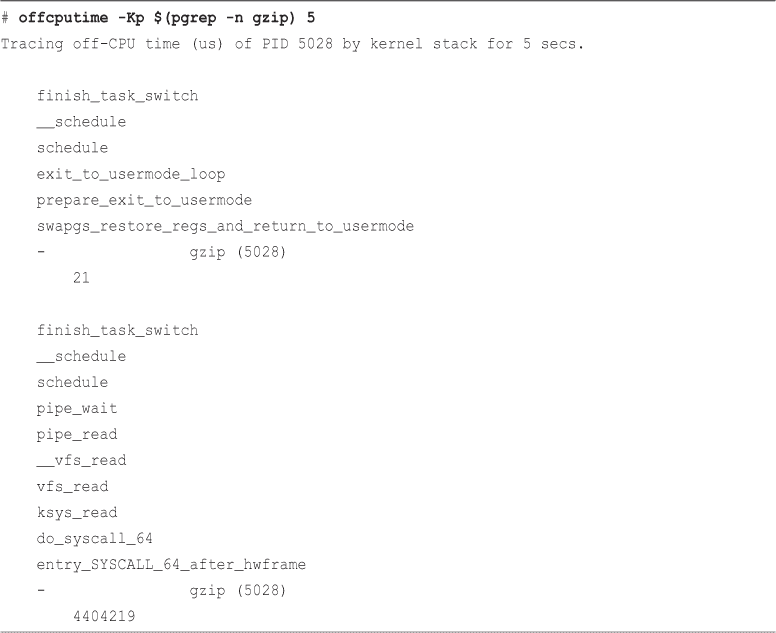 # offcputime -Kp $(pgrep -n gzip) 5
Tracing off-CPU time (us) of PID 5028 by kernel stack for 5 secs.
finish_task_switch
__schedule
schedule
exit_to_usermode_loop
prepare_exit_to_usermode
swapgs_restore_regs_and_return_to_usermode
-                gzip (5028)
21
finish_task_switch
__schedule
schedule
pipe_wait
pipe_read
__vfs_read
vfs_read
ksys_read
do_syscall_64
entry_SYSCALL_64_after_hwframe
-                gzip (5028)
4404219